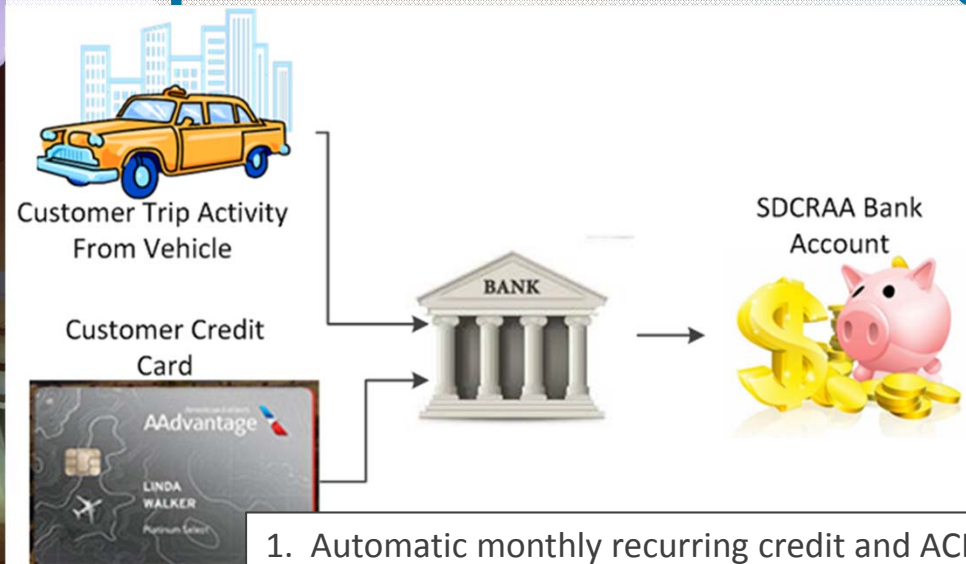 Customer Trip Activity
From Vehicle
SDCRAA Bank
Account
BANK
Customer Credit
Card
AAdvantage
LINDA
WALKER
Platinum Select
1. Automatic monthly recurring credit and